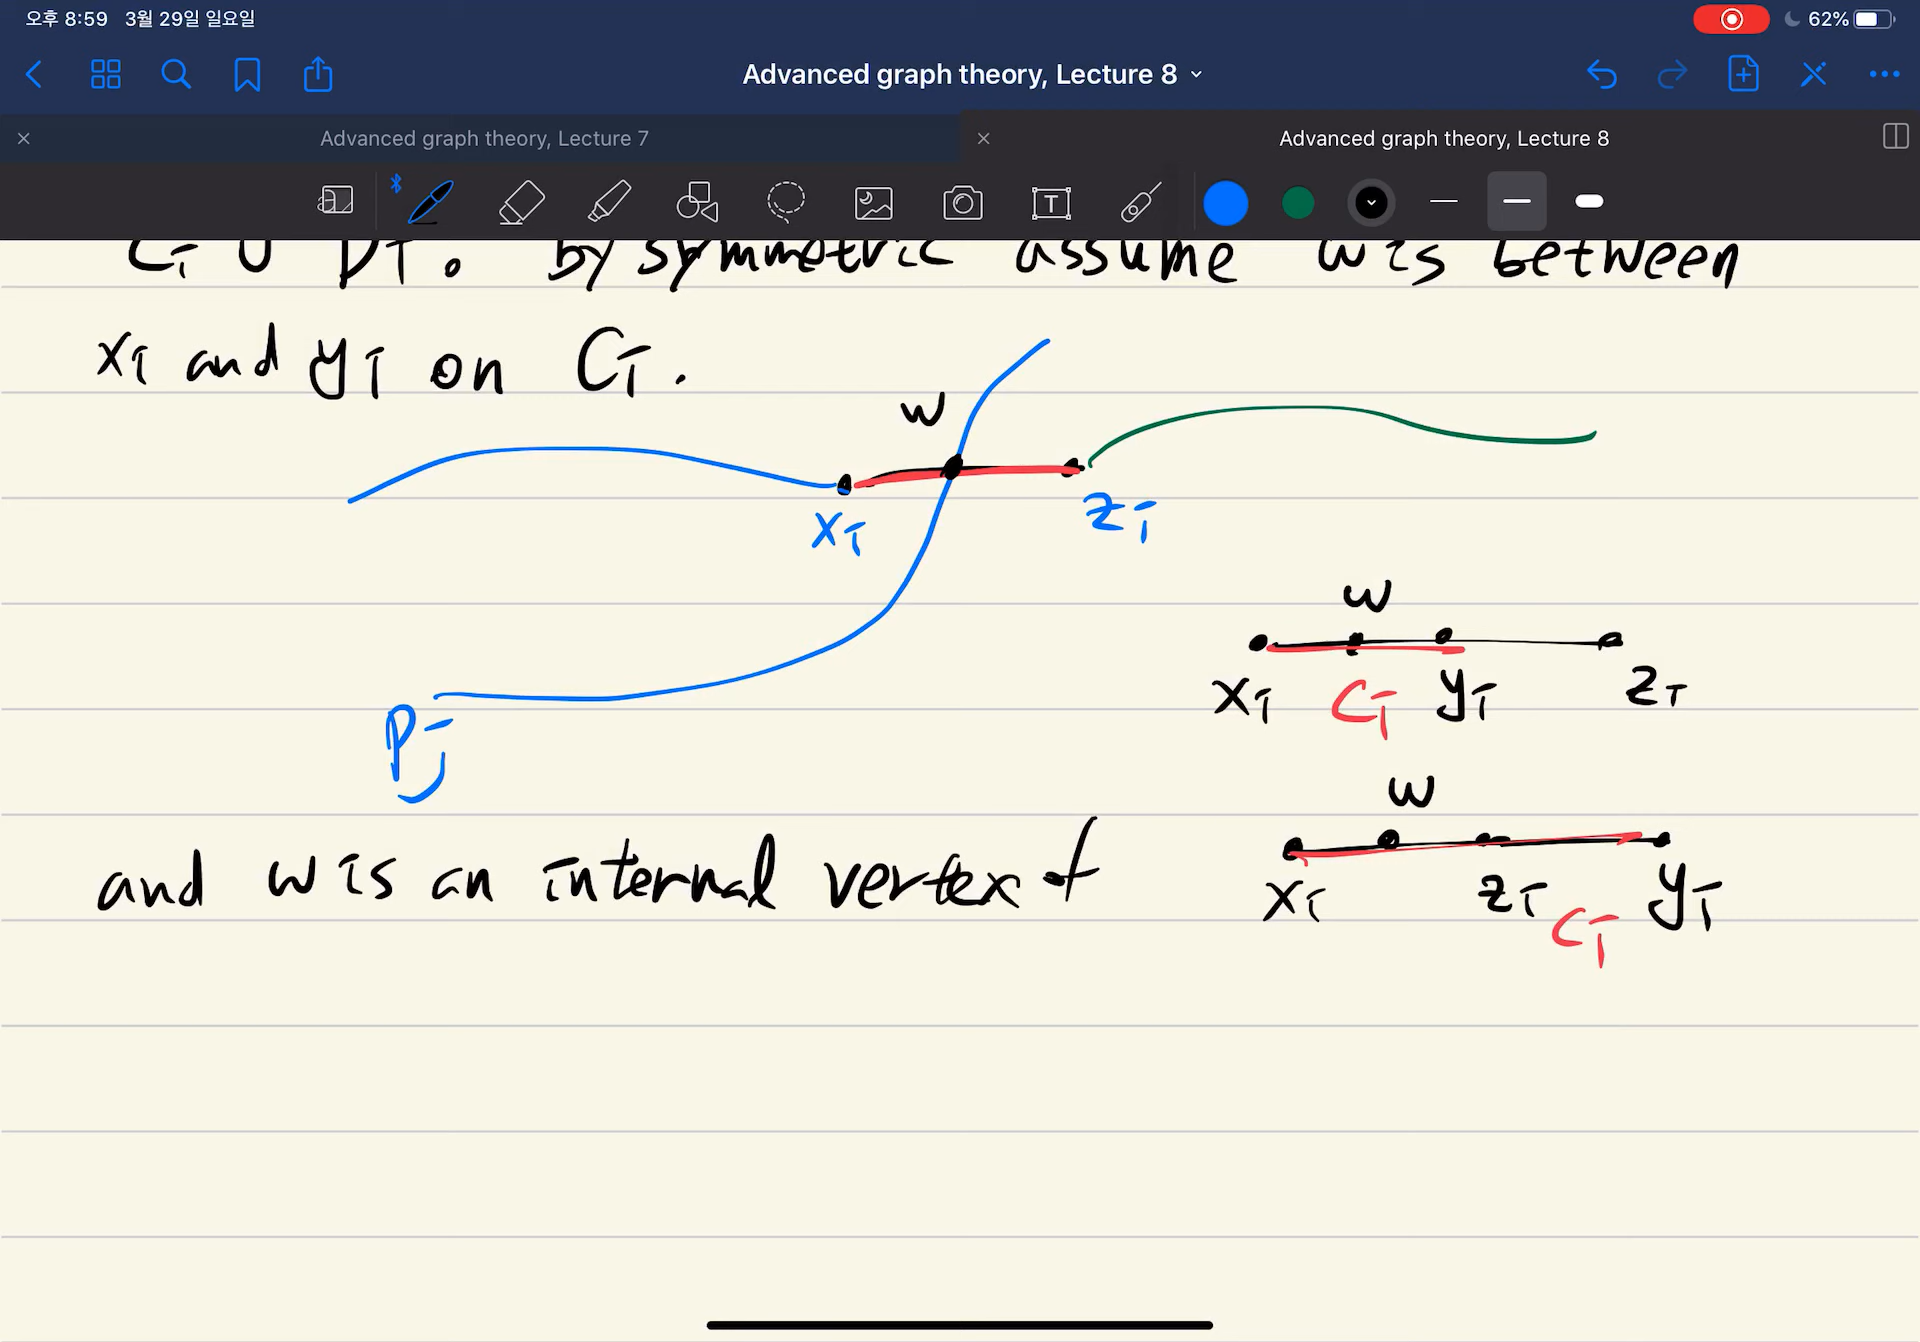 오후 8:59 3월 29일 일요일
62%
Advanced graph theory, Lecture 8
Advanced graph theory, Lecture 7
Advanced graph theory, Lecture 8
Ci ∪ Di. by symmetric assume w is between
xi and yi on Ci.
w
xi
zi
w
xi Ci yi zi
Pj
w
and w is an internal vertex of
xi zi yi
Ci